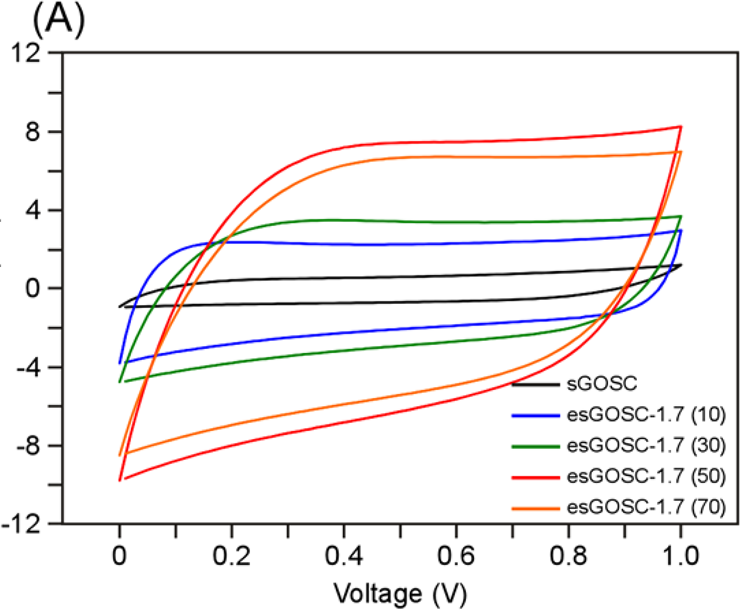 (A)
12
8
4
0
-4
-8
-12
sGOSC
esGOSC-1.7 (10)
esGOSC-1.7 (30)
esGOSC-1.7 (50)
esGOSC-1.7 (70)
0 0.2 0.4 0.6 0.8 1.0
Voltage (V)